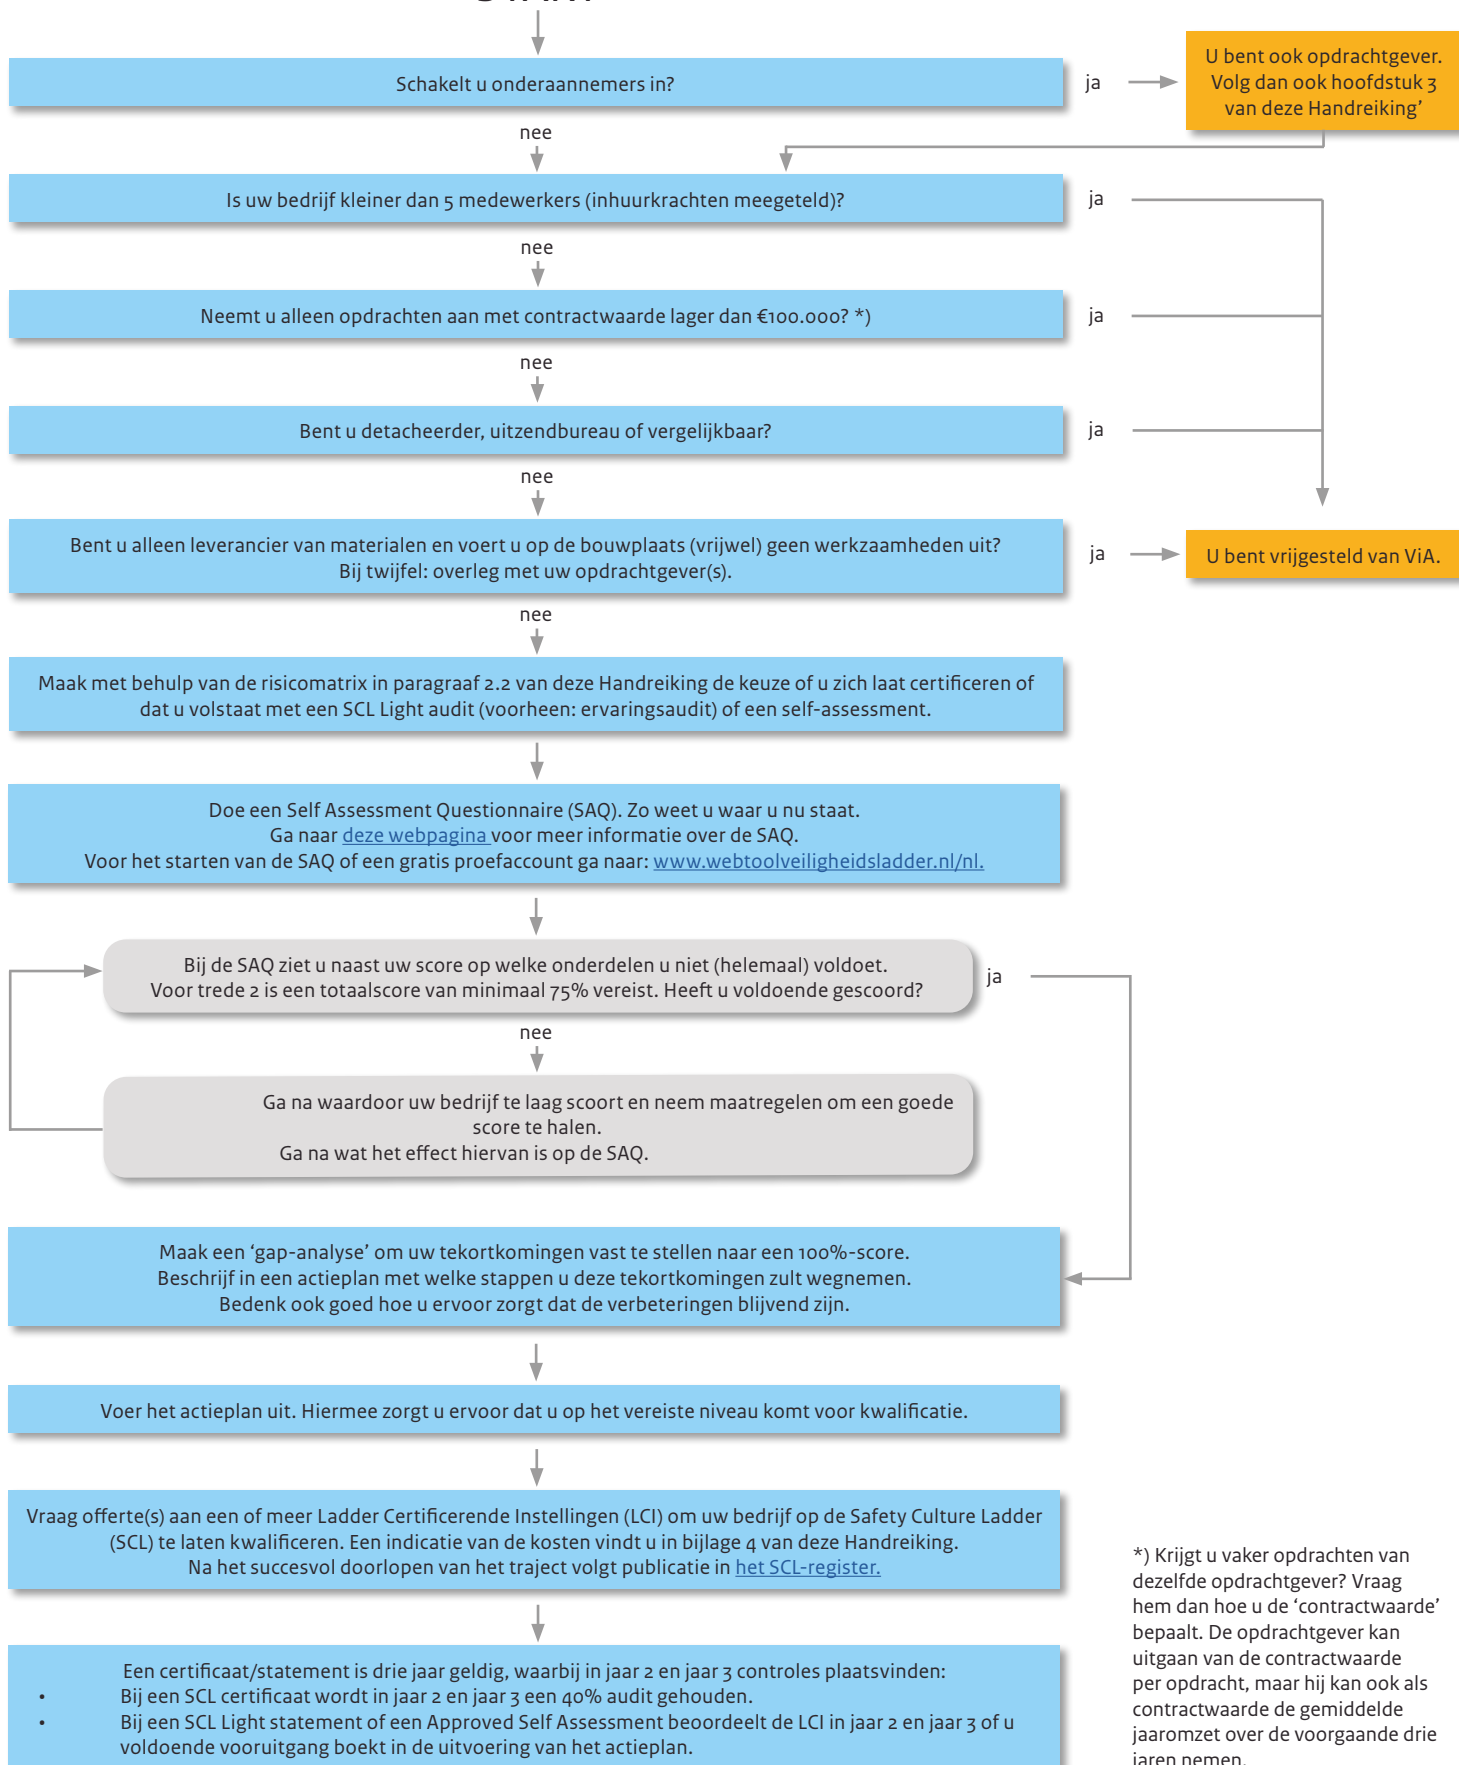 Schakelt u onderaannemers in?
ja
U bent ook opdrachtgever.
Volg dan ook hoofdstuk 3
van deze Handreiking’
nee
Is uw bedrijf kleiner dan 5 medewerkers (inhuurkrachten meegeteld)?
ja
nee
Neemt u alleen opdrachten aan met contractwaarde lager dan €100.000? *)
ja
nee
Bent u detacheerder, uitzendbureau of vergelijkbaar?
ja
nee
Bent u alleen leverancier van materialen en voert u op de bouwplaats (vrijwel) geen werkzaamheden uit?
Bij twijfel: overleg met uw opdrachtgever(s).
ja
U bent vrijgesteld van ViA.
nee
Maak met behulp van de risicomatrix in paragraaf 2.2 van deze Handreiking de keuze of u zich laat certificeren of
dat u volstaat met een SCL Light audit (voorheen: ervaringsaudit) of een self-assessment.
Doe een Self Assessment Questionnaire (SAQ). Zo weet u waar u nu staat.
Ga naar deze webpagina voor meer informatie over de SAQ.
Voor het starten van de SAQ of een gratis proefaccount ga naar: www.webtoolveiligheidsladder.nl/nl.
Bij de SAQ ziet u naast uw score op welke onderdelen u niet (helemaal) voldoet.
Voor trede 2 is een totaalscore van minimaal 75% vereist. Heeft u voldoende gescoord?
ja
nee
Ga na waardoor uw bedrijf te laag scoort en neem maatregelen om een goede
score te halen.
Ga na wat het effect hiervan is op de SAQ.
Maak een ‘gap-analyse’ om uw tekortkomingen vast te stellen naar een 100%-score.
Beschrijf in een actieplan met welke stappen u deze tekortkomingen zult wegnemen.
Bedenk ook goed hoe u ervoor zorgt dat de verbeteringen blijvend zijn.
Voer het actieplan uit. Hiermee zorgt u ervoor dat u op het vereiste niveau komt voor kwalificatie.
Vraag offerte(s) aan een of meer Ladder Certificerende Instellingen (LCI) om uw bedrijf op de Safety Culture Ladder
(SCL) te laten kwalificeren. Een indicatie van de kosten vindt u in bijlage 4 van deze Handreiking.
Na het succesvol doorlopen van het traject volgt publicatie in het SCL-register.
Een certificaat/statement is drie jaar geldig, waarbij in jaar 2 en jaar 3 controles plaatsvinden:
• Bij een SCL certificaat wordt in jaar 2 en jaar 3 een 40% audit gehouden.
• Bij een SCL Light statement of een Approved Self Assessment beoordeelt de LCI in jaar 2 en jaar 3 of u
voldoende vooruitgang boekt in de uitvoering van het actieplan.
*) Krijgt u vaker opdrachten van
dezelfde opdrachtgever? Vraag
hem dan hoe u de ‘contractwaarde’
bepaalt. De opdrachtgever kan
uitgaan van de contractwaarde
per opdracht, maar hij kan ook als
contractwaarde de gemiddelde
jaaromzet over de voorgaande drie
jaren nemen.